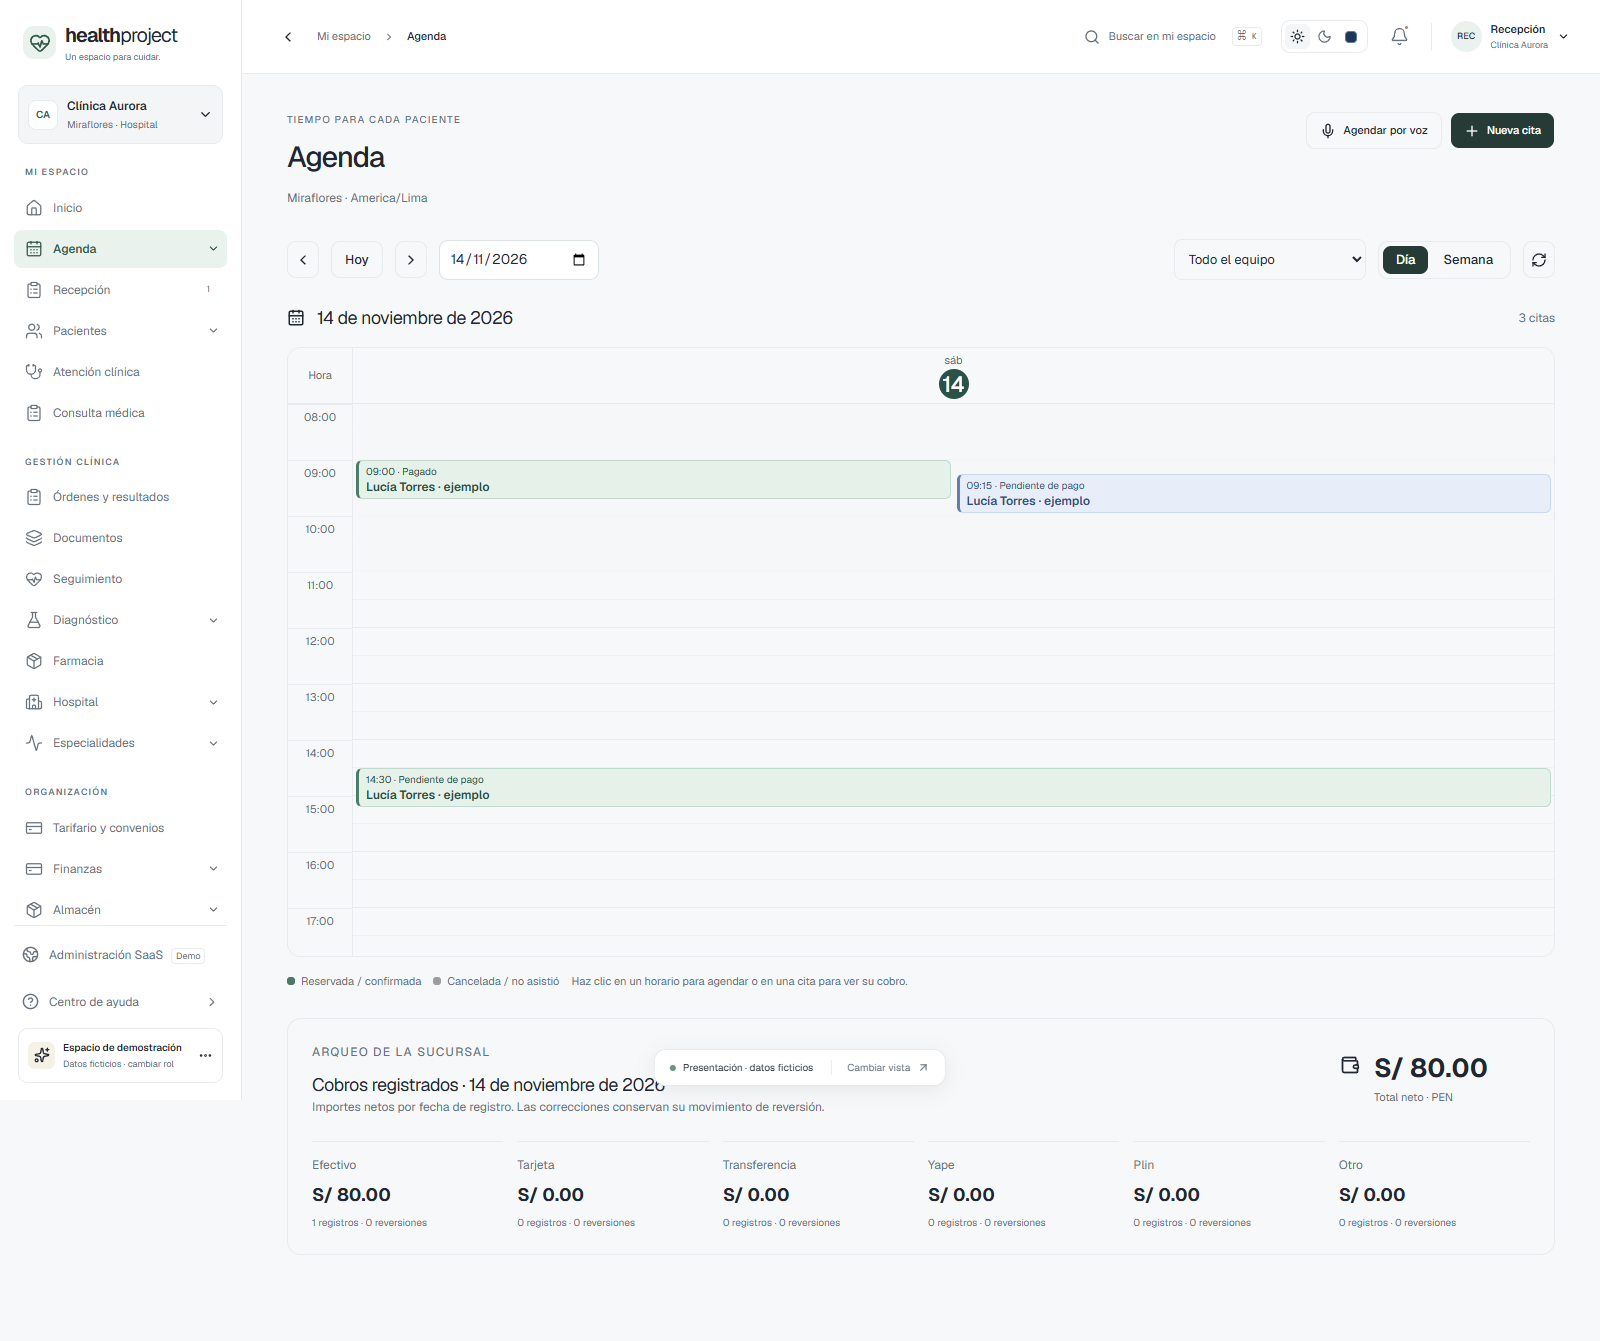 healthproject
Un espacio para cuidar.
CA
Clínica Aurora
Miraflores · Hospital
MI ESPACIO
Inicio
Agenda
Recepción 1
Pacientes
Atención clínica
Consulta médica
GESTIÓN CLÍNICA
Órdenes y resultados
Documentos
Seguimiento
Diagnóstico
Farmacia
Hospital
Especialidades
ORGANIZACIÓN
Tarifario y convenios
Finanzas
Almacén
Administración SaaS Demo
Centro de ayuda
Espacio de demostración
Datos ficticios · cambiar rol
Mi espacio Agenda
Buscar en mi espacio ⌘ K
REC
Recepción
Clínica Aurora
TIEMPO PARA CADA PACIENTE
Agenda
Miraflores · America/Lima
Agendar por voz
Nueva cita
Hoy
14/11/2026
Todo el equipo
Día
Semana
14 de noviembre de 2026
3 citas
Hora
sáb
14
08:00
09:00
09:00 · Pagado
Lucía Torres · ejemplo
09:15 · Pendiente de pago
Lucía Torres · ejemplo
10:00
11:00
12:00
13:00
14:00
14:30 · Pendiente de pago
Lucía Torres · ejemplo
15:00
16:00
17:00
Reservada / confirmada
Cancelada / no asistió
Haz clic en un horario para agendar o en una cita para ver su cobro.
ARQUEO DE LA SUCURSAL
Cobros registrados · 14 de noviembre de 2026
Importes netos por fecha de registro. Las correcciones conservan su movimiento de reversión.
Presentación · datos ficticios
Cambiar vista
S/ 80.00
Total neto · PEN
Efectivo
S/ 80.00
1 registros · 0 reversiones
Tarjeta
S/ 0.00
0 registros · 0 reversiones
Transferencia
S/ 0.00
0 registros · 0 reversiones
Yape
S/ 0.00
0 registros · 0 reversiones
Plin
S/ 0.00
0 registros · 0 reversiones
Otro
S/ 0.00
0 registros · 0 reversiones